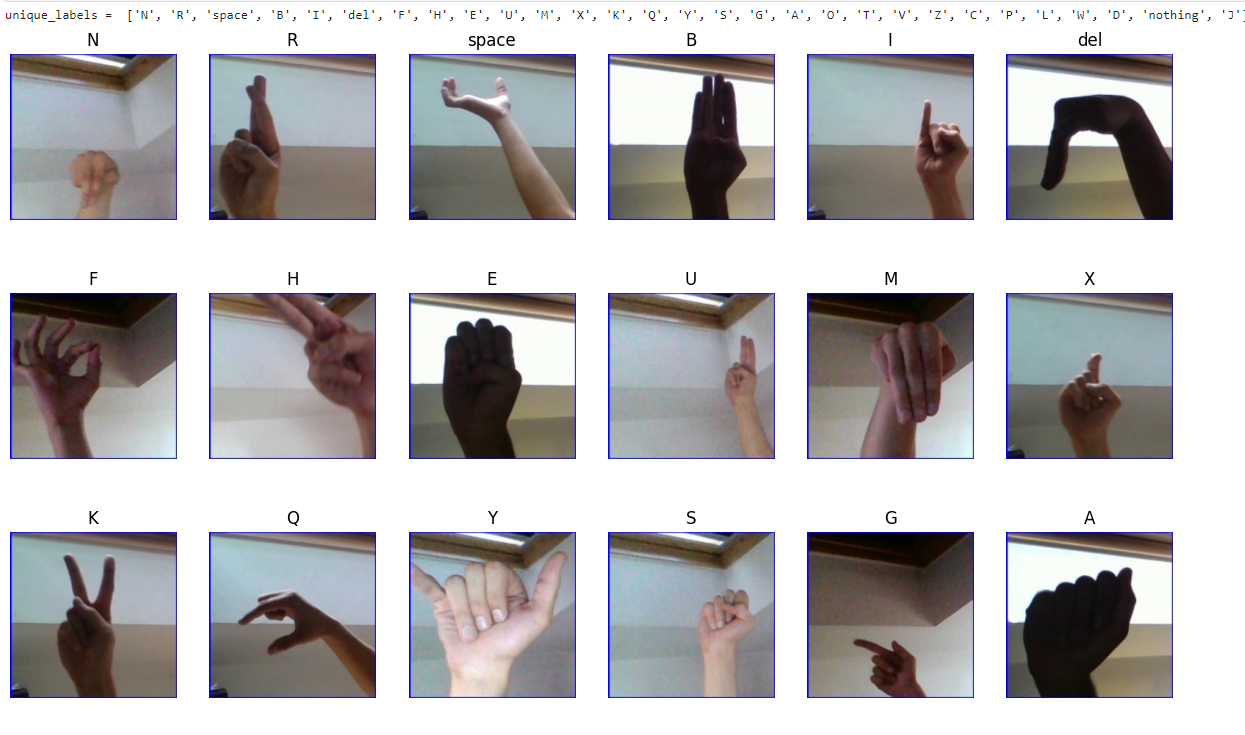 unique_labels =  ['N', 'R', 'space', 'B', 'I', 'del', 'F', 'H', 'E', 'U', 'M', 'X', 'K', 'Q', 'Y', 'S', 'G', 'A', 'O', 'T', 'V', 'Z', 'C', 'P', 'L', 'W', 'D', 'nothing', 'J']
N R space B I del
F H E U M X
K Q Y S G A